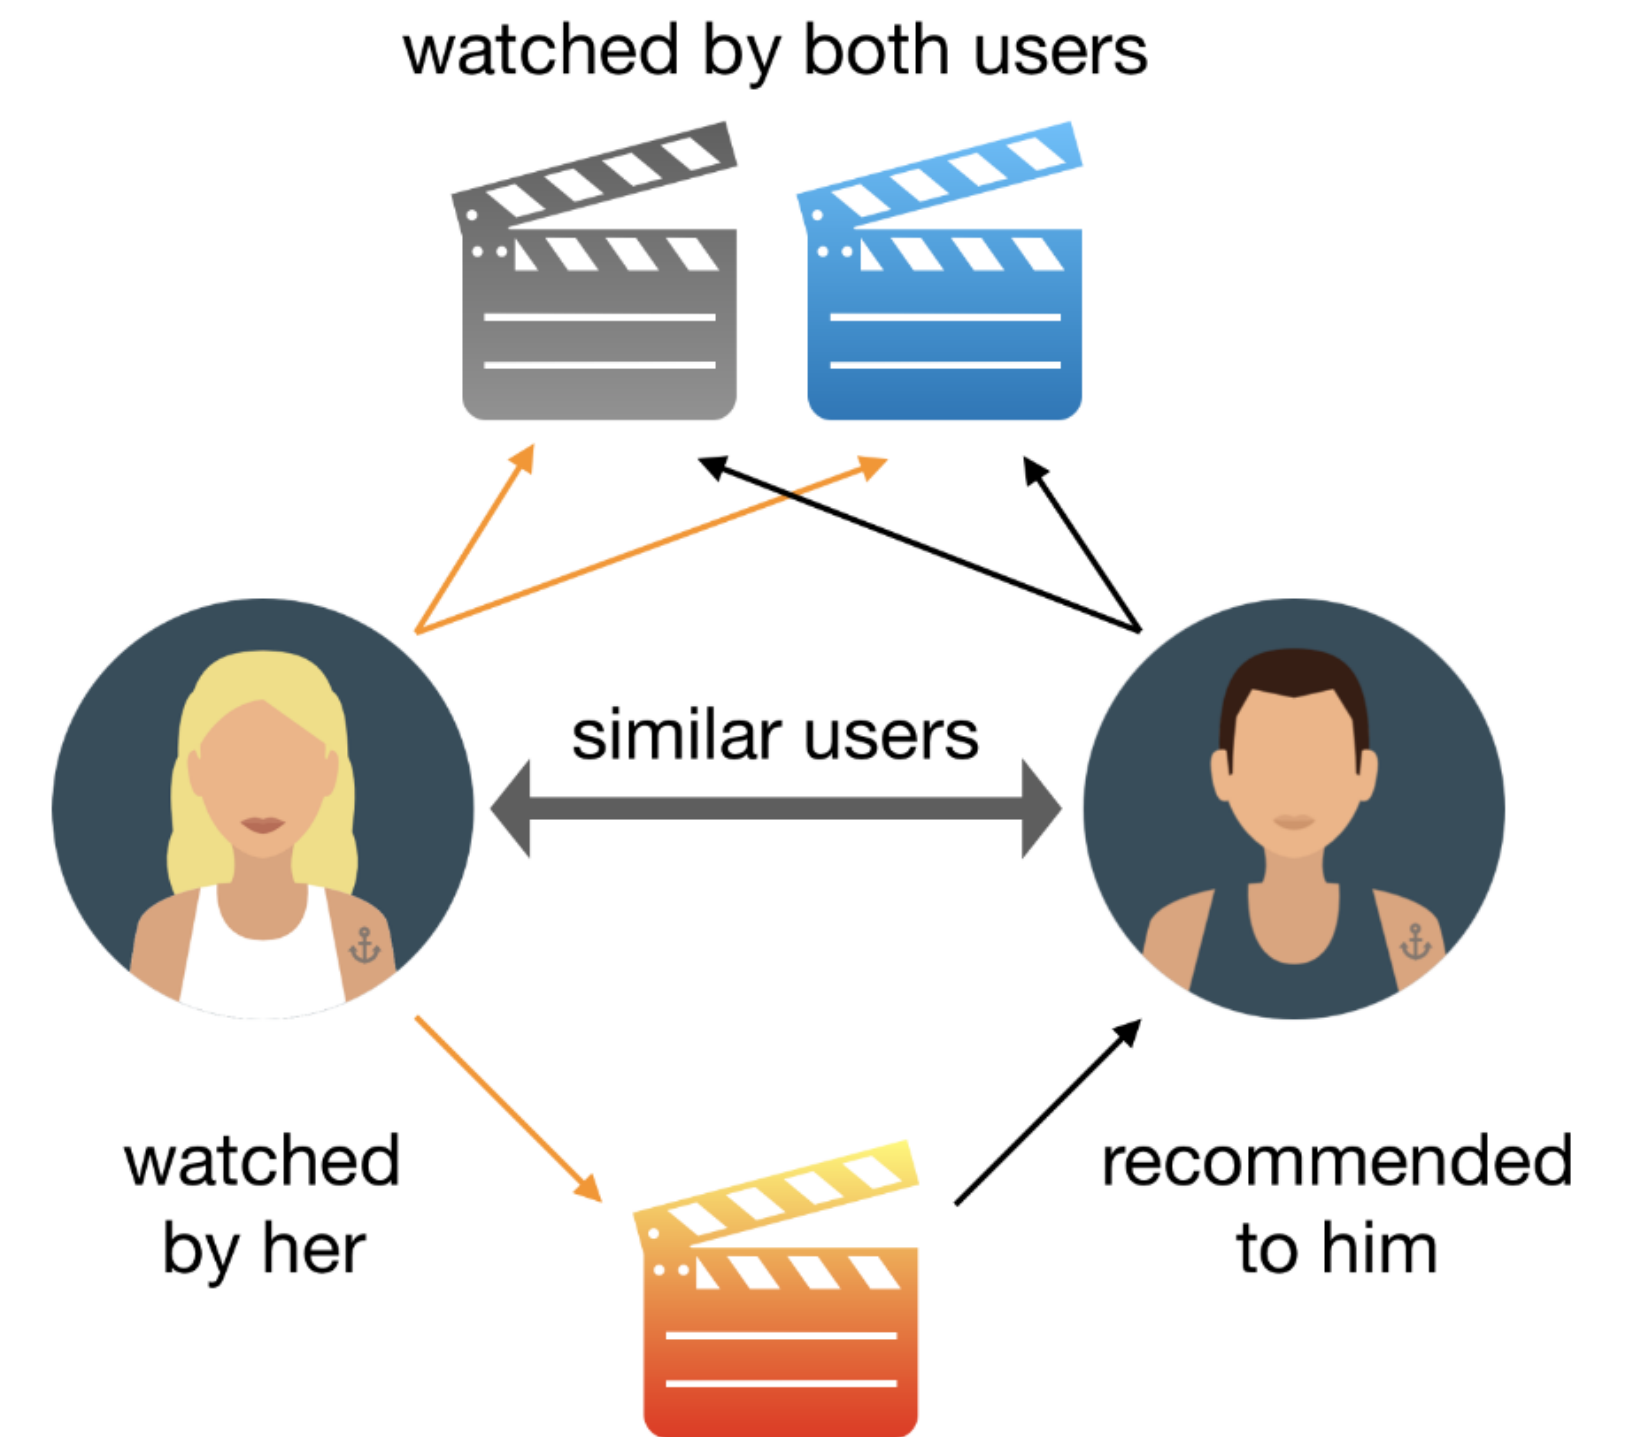 watched by both users
similar users
watched
by her
recommended
to him